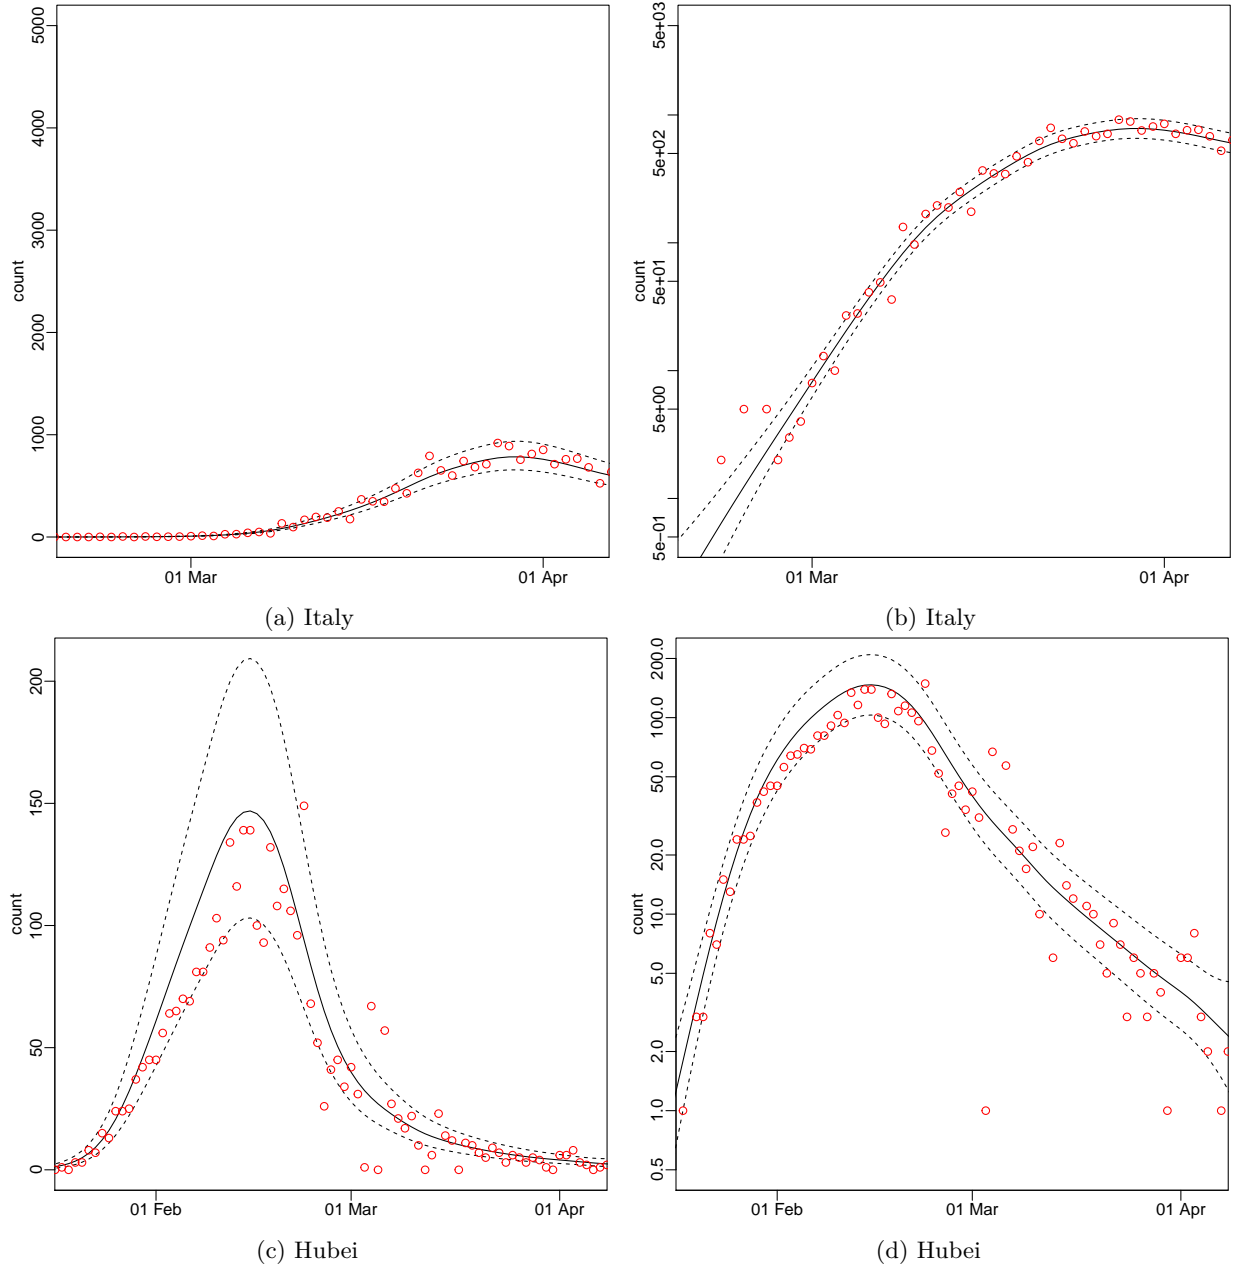 5000
4000
3000
2000
1000
0
count
01 Mar
01 Apr
(a) Italy
5e+03
5e+02
5e+01
5e+00
5e-01
count
01 Mar
01 Apr
(b) Italy
200
150
100
50
0
count
01 Feb
01 Mar
01 Apr
(c) Hubei
200.0
100.0
50.0
20.0
10.0
5.0
2.0
1.0
0.5
count
01 Feb
01 Mar
01 Apr
(d) Hubei